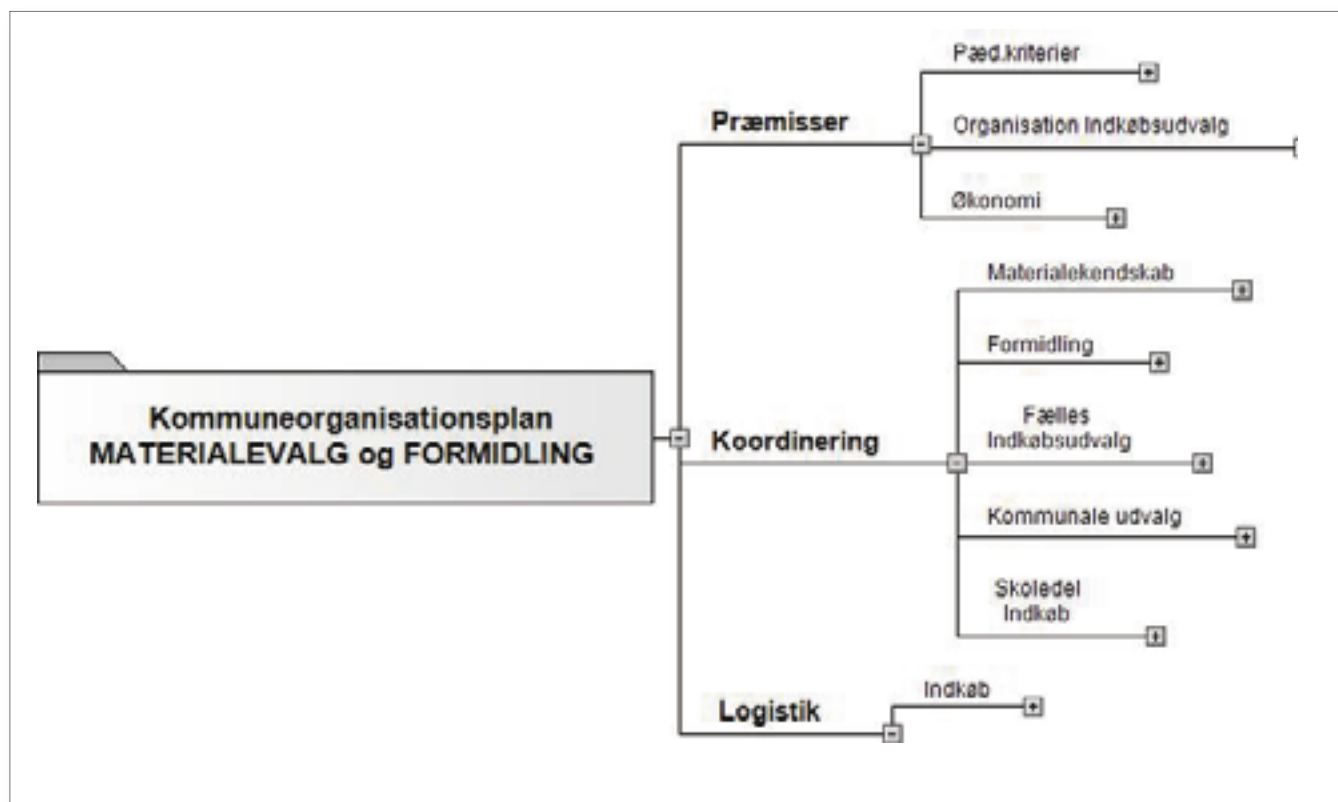 Kommuneorganisationsplan
MATERIALEVALG og FORMIDLING
Præmisser
Pæd.kriterier
Organisation Indkøbsudvalg
Økonomi
Koordinering
Materialekendskab
Formidling
Fælles
Indkøbsudvalg
Kommunale udvalg
Skoledel
Indkøb
Logistik
Indkøb